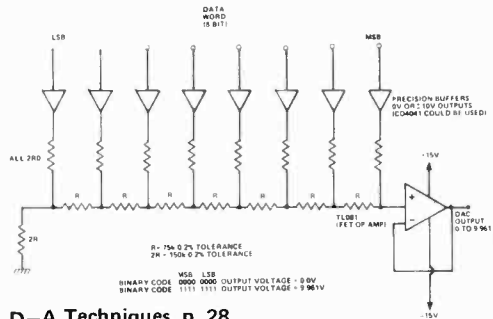 DATA
WORD
(8 BIT)
LSB
MSB
PRECISION BUFFERS
0V OR 10V OUTPUTS
(CD4041 COULD BE USED)
ALL 2R0
R R R R R R R
2R
TL081
(FET OP AMP)
-15V
DAC
OUTPUT
0 TO 9.961
-15V
R = 75k 0.2% TOLERANCE
2R = 150k 0.2% TOLERANCE
MSB LSB
BINARY CODE 0000 0000 OUTPUT VOLTAGE = 0.0V
BINARY CODE 1111 1111 OUTPUT VOLTAGE = 9.961V
D–A Techniques, p. 28